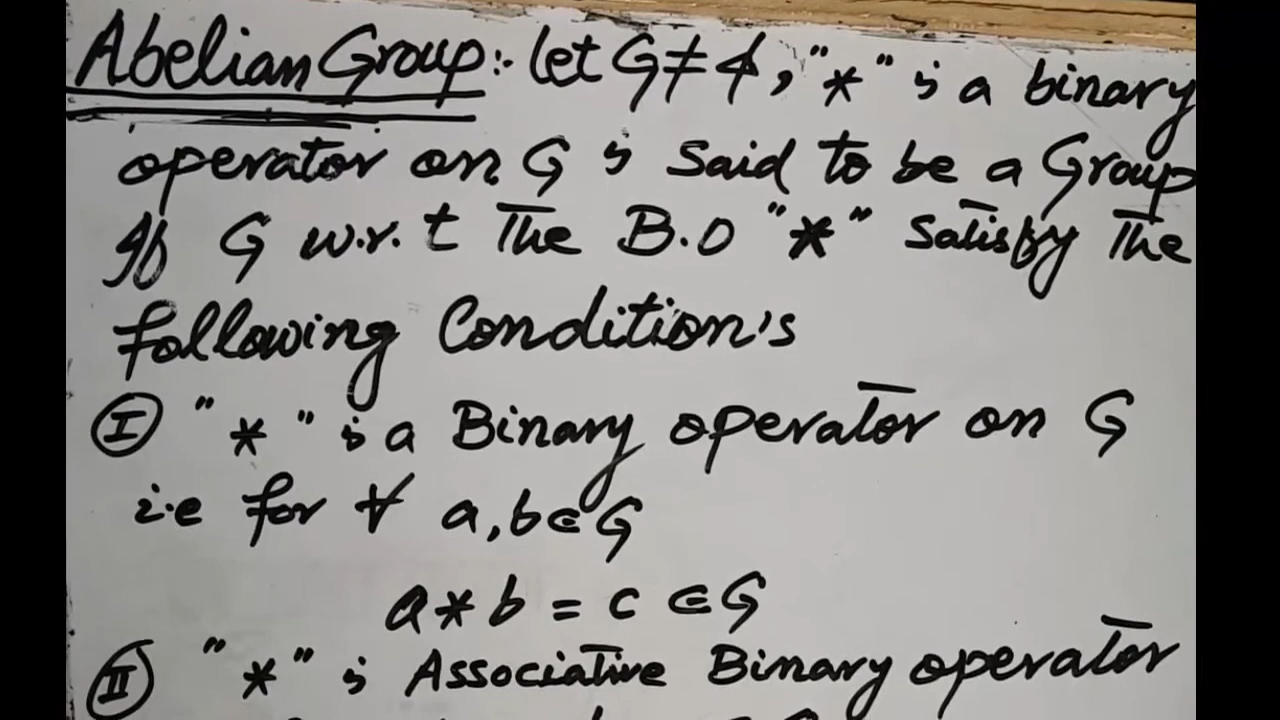 Abelian Group:- let G ≠ ϕ, "*" is a binary
operator on G is said to be a Group
If G w.r.t The B.O "*" Satisfy The
following Condition's
(I) "*" is a Binary operator on G
i.e for ∀ a, b ∈ G
a * b = c ∈ G
(II) "*" is Associative Binary operator